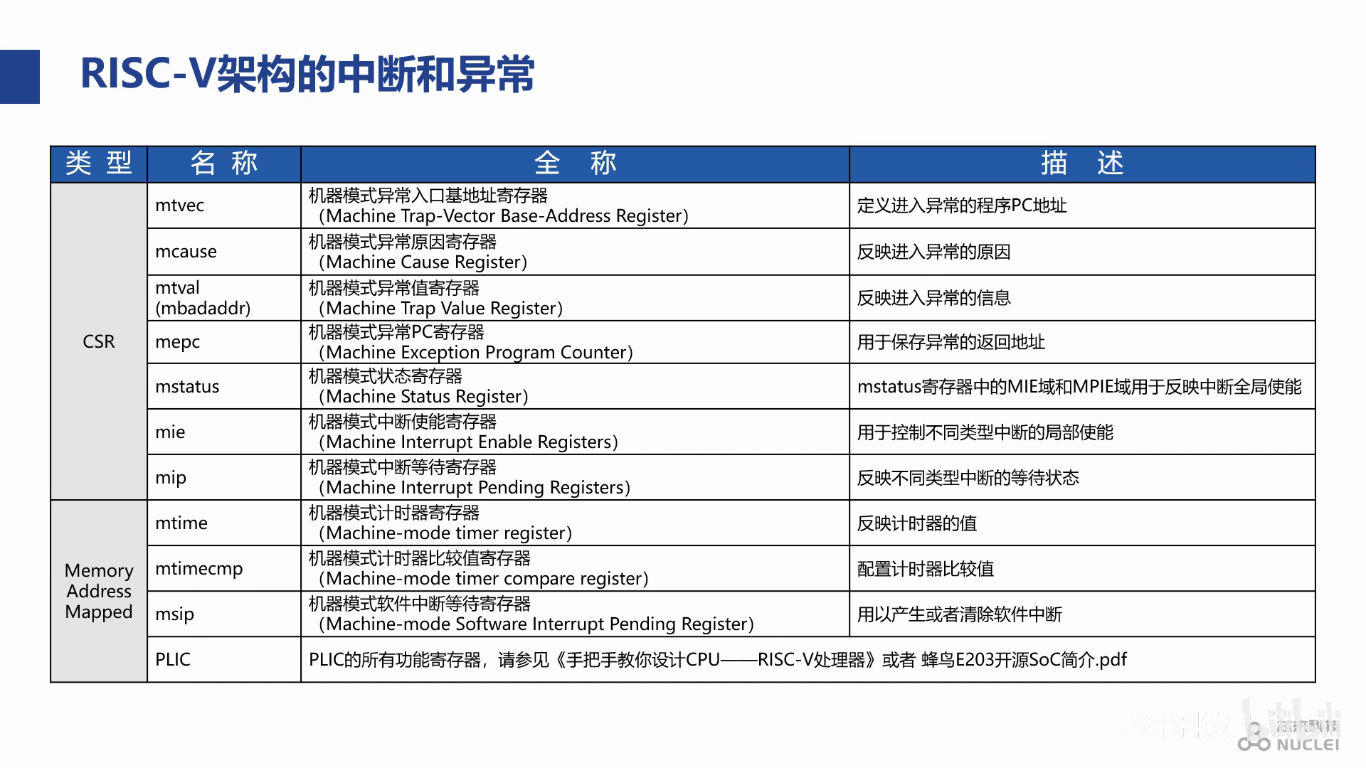 RISC-V架构的中断和异常
类 型 名 称 全 称 描 述
CSR
mtvec
机器模式异常入口基地址寄存器
（Machine Trap-Vector Base-Address Register）
定义进入异常的程序PC地址
mcause
机器模式异常原因寄存器
（Machine Cause Register）
反映进入异常的原因
mtval
(mbadaddr)
机器模式异常值寄存器
（Machine Trap Value Register）
反映进入异常的信息
mepc
机器模式异常PC寄存器
（Machine Exception Program Counter）
用于保存异常的返回地址
mstatus
机器模式状态寄存器
（Machine Status Register）
mstatus寄存器中的MIE域和MPIE域用于反映中断全局使能
mie
机器模式中断使能寄存器
（Machine Interrupt Enable Registers）
用于控制不同类型中断的局部使能
mip
机器模式中断等待寄存器
（Machine Interrupt Pending Registers）
反映不同类型中断的等待状态
Memory
Address
Mapped
mtime
机器模式计时器寄存器
（Machine-mode timer register）
反映计时器的值
mtimecmp
机器模式计时器比较值寄存器
（Machine-mode timer compare register）
配置计时器比较值
msip
机器模式软件中断等待寄存器
（Machine-mode Software Interrupt Pending Register）
用以产生或者清除软件中断
PLIC
PLIC的所有功能寄存器，请参见《手把手教你设计CPU——RISC-V处理器》或者 蜂鸟E203开源SoC简介.pdf
芯来科技
NUCLEI